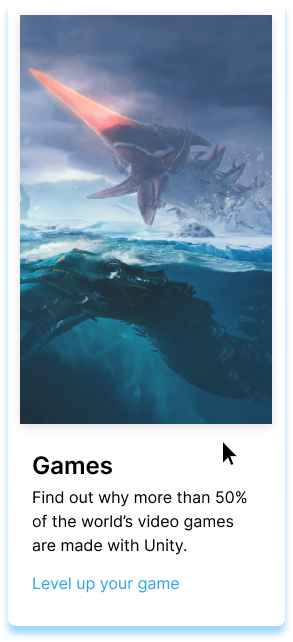 Games
Find out why more than 50%
of the world’s video games
are made with Unity.
Level up your game